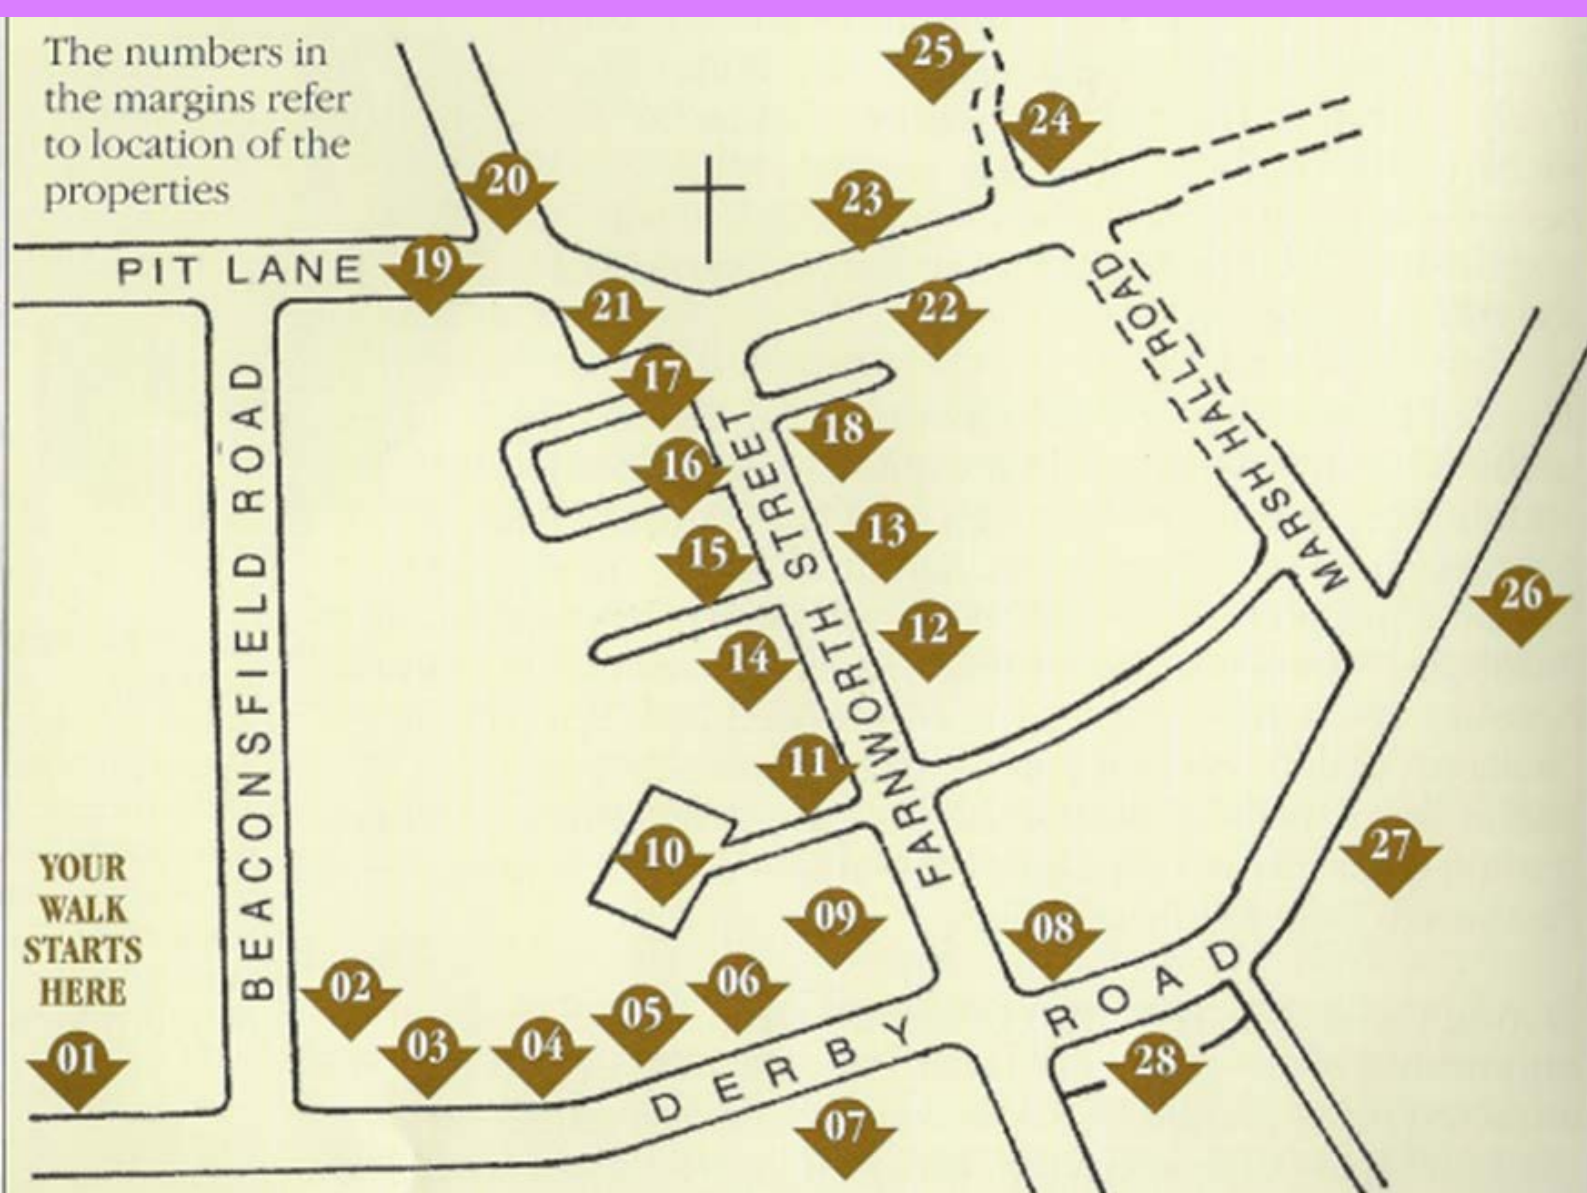 The numbers in
the margins refer
to location of the
properties
25
24
20
23
PIT LANE
19
21
22
MARSH HALL ROAD
17
18
16
BEACONSFIELD ROAD
FARNWORTH STREET
13
15
26
12
14
11
10
27
YOUR
WALK
STARTS
HERE
09
08
02
06
05
03
04
01
DERBY ROAD
28
07